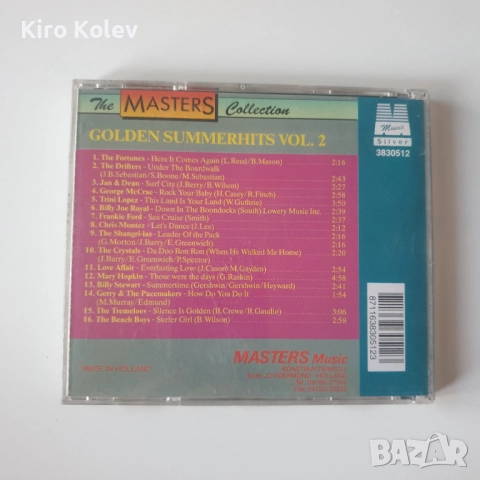 Kiro Kolev
The MASTERS Collection
GOLDEN SUMMERHITS VOL. 2
Music
Silver
3830512
1. The Fortunes - Here It Comes Again (L. Reed/B.Mason) 2:16
2. The Drifters - Under The Boardwalk
(J.B.Sebastian/S.Boone/M.Sebastian) 2:43
3. Jan & Dean - Surf City (J.Berry/B.Wilson) 2:27
4. George McCrae - Rock Your Baby (H.Casey/R.Finch) 2:58
5. Trini Lopez - This Land Is Your Land (W.Guthrie) 3:50
6. Billy Joe Royal - Down In The Boondocks (South).Lowery Music Inc. 2:39
7. Frankie Ford - Sea Cruise (Smith)
8. Chris Montez - Let's Dance (J.Lee)
9. The Shangri-las - Leader Of the Pack
(G.Morton/J.Barry/E.Greenwich)
10. The Crystals - Da Doo Ron Ron (When He Walked Me Home)
(J.Barry/E.Greenwich/P.Spector)
11. Love Affair - Everlasting Love (J.Cason/M.Gayden) 2:54
12. Mary Hopkin - Those were the days (G.Raskin) 4:58
13. Billy Stewart - Summertime (Gershwin/Gershwin/Heyward) 2:41
14. Gerry & The Pacemakers - How Do You Do It 1:54
(M.Murray/Edmund)
15. The Tremeloes - Silence Is Golden (B.Crewe/B.Gaudio) 3:06
16. The Beach Boys - Surfer Girl (B Wilson) 2:58
8711638305123
MASTERS Music
MADE IN HOLLAND
BAZAR